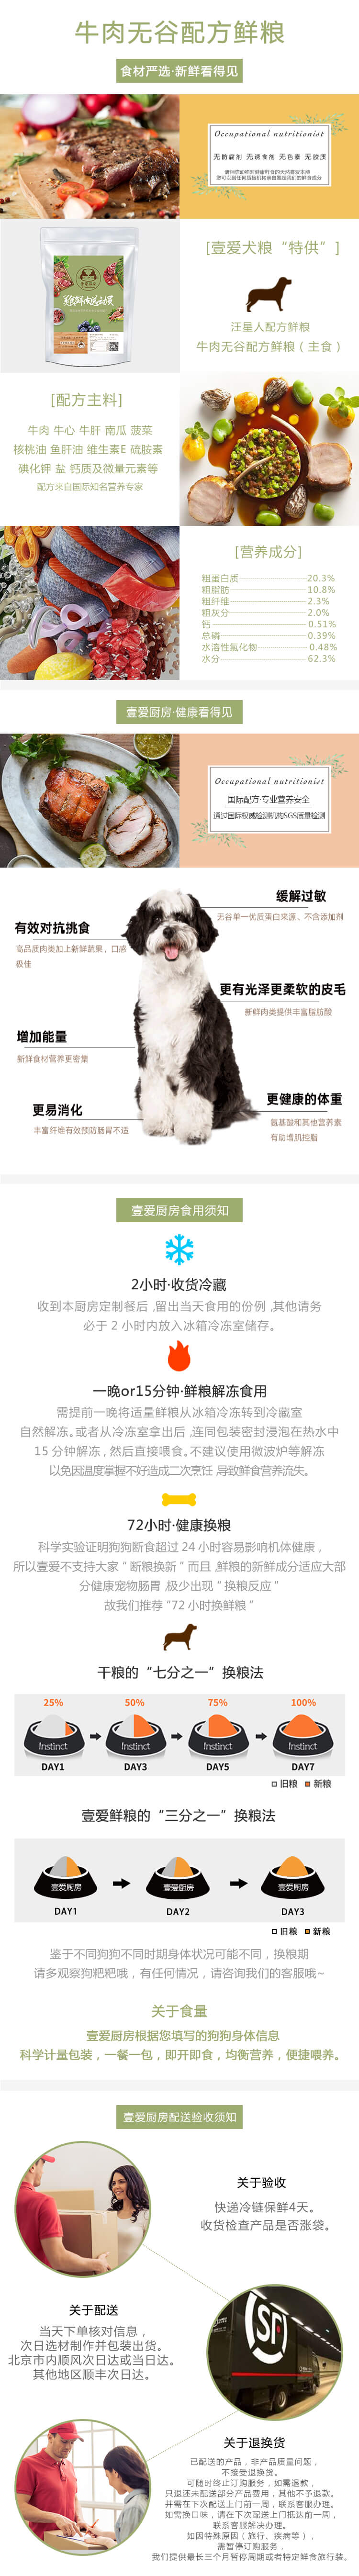 牛肉无谷配方鲜粮
食材严选·新鲜看得见
Occupational nutritionist
无防腐剂 无诱食剂 无色素 无胶质
[壹爱犬粮“特供”]
汪星人配方鲜粮
牛肉无谷配方鲜粮（主食）
[配方主料]
牛肉 牛心 牛肝 南瓜 菠菜
核桃油 鱼肝油 维生素E 硫胺素
碘化钾 盐 钙质及微量元素等
配方来自国际知名营养专家
[营养成分]
粗蛋白质 20.3%
粗脂肪 10.8%
粗纤维 2.3%
粗灰分 2.0%
钙 0.51%
总磷 0.39%
水溶性氯化物 0.48%
水分 62.3%
壹爱厨房·健康看得见
Occupational nutritionist
国际配方·专业营养安全
通过国际权威检测机构SGS质量检测
缓解过敏
无谷单一优质蛋白来源、不含添加剂
有效对抗挑食
高品质肉类加上新鲜蔬果，口感
极佳
更有光泽更柔软的皮毛
新鲜肉类提供丰富脂肪酸
增加能量
新鲜食材营养更密集
更健康的体重
氨基酸和其他营养素
有助增肌控脂
更易消化
丰富纤维有效预防肠胃不适
壹爱厨房食用须知
2小时·收货冷藏
收到本厨房定制餐后，留出当天食用的份例，其他请务
必于 2 小时内放入冰箱冷冻室储存。
一晚or15分钟·鲜粮解冻食用
需提前一晚将适量鲜粮从冰箱冷冻转到冷藏室
自然解冻。或者从冷冻室拿出后，连同包装密封浸泡在热水中
15 分钟解冻，然后直接喂食。不建议使用微波炉等解冻
以免因温度掌握不好造成二次烹饪，导致鲜食营养流失。
72小时·健康换粮
科学实验证明狗狗断食超过 24 小时容易影响机体健康，
所以壹爱不支持大家“断粮换新”而且，鲜粮的新鲜成分适应大部
分健康宠物肠胃，极少出现“换粮反应”
故我们推荐“72 小时换鲜粮”
干粮的“七分之一”换粮法
25% 50% 75% 100%
Instinct Instinct Instinct Instinct
DAY1 DAY3 DAY5 DAY7
旧粮 新粮
壹爱鲜粮的“三分之一”换粮法
壹爱厨房 壹爱厨房 壹爱厨房
DAY1 DAY2 DAY3
旧粮 新粮
鉴于不同狗狗不同时期身体状况可能不同，换粮期
请多观察狗粑粑哦，有任何情况，请咨询我们的客服哦~
关于食量
壹爱厨房根据您填写的狗狗身体信息
科学计量包装，一餐一包，即开即食，均衡营养，便捷喂养。
壹爱厨房配送验收须知
关于验收
快递冷链保鲜4天。
收货检查产品是否涨袋。
关于配送
当天下单核对信息，
次日选材制作并包装出货。
北京市内顺风次日达或当日达。
其他地区顺丰次日达。
SF
关于退换货
已配送的产品，非产品质量问题，
不接受退换货。
可随时终止订购服务，如需退款，
只退还未配送部分产品费用，其他不予退款。
并需在下次配送上门前一周，联系客服办理。
如需换口味，请在下次配送上门抵达前一周，
联系客服解决办理。
如因特殊原因（旅行、疾病等），
需暂停订购服务，
我们提供最长三个月暂停周期或者特定鲜食旅行装。